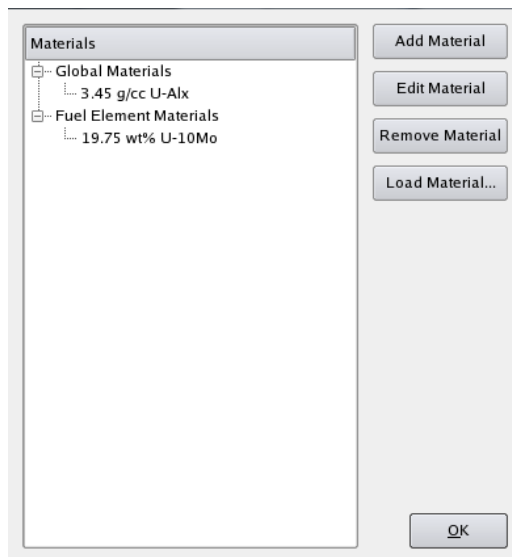 Materials
Global Materials
3.45 g/cc U-Alx
Fuel Element Materials
19.75 wt% U-10Mo
Add Material
Edit Material
Remove Material
Load Material...
OK